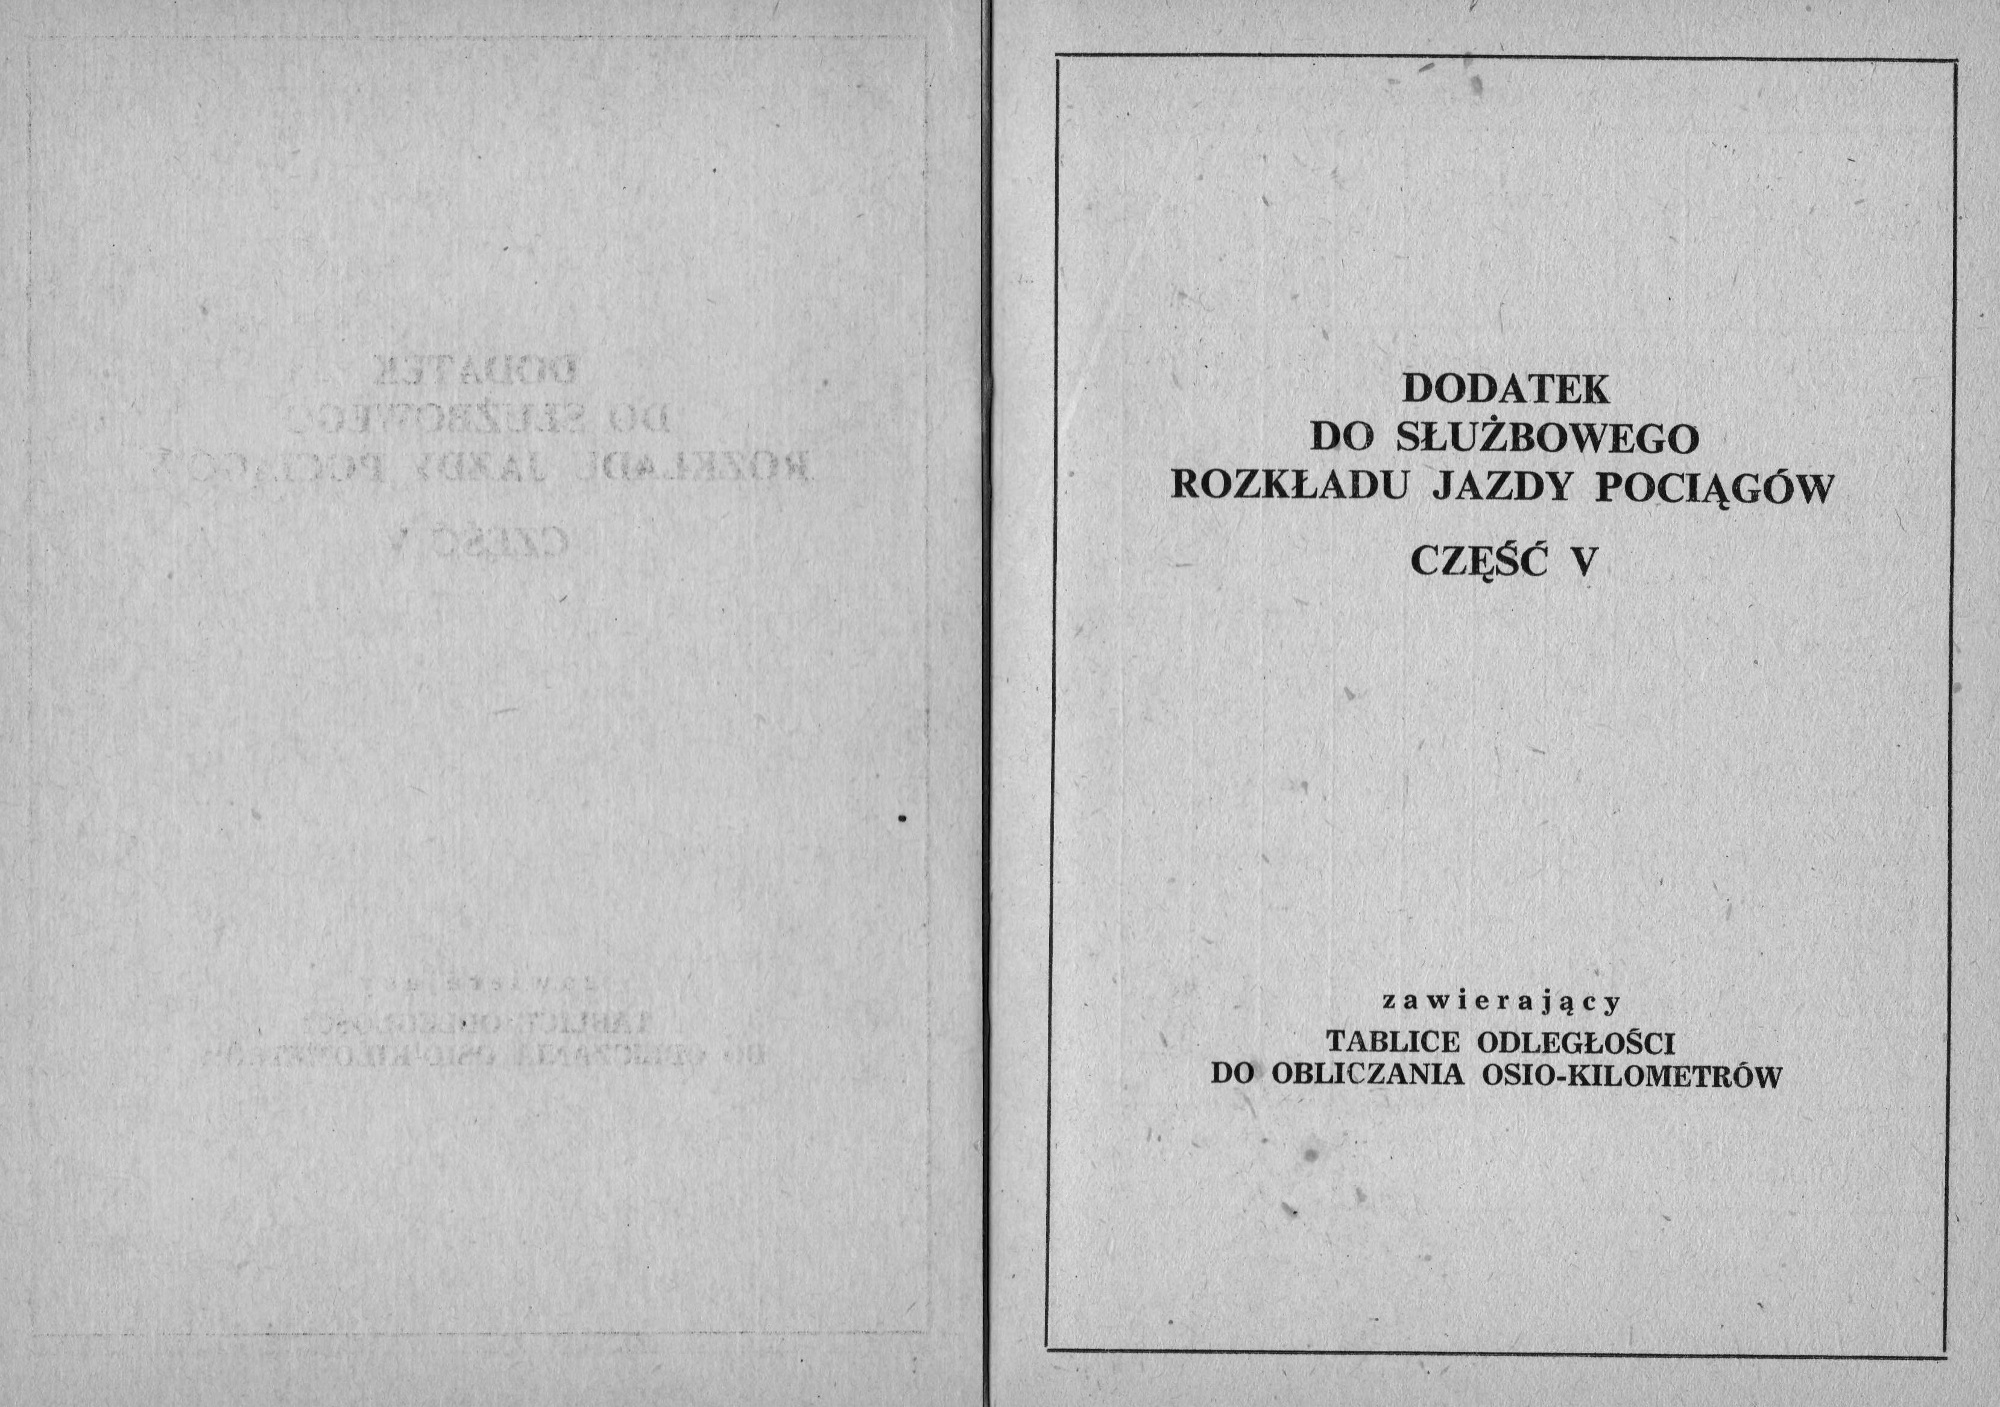 DODATEK
DO SŁUŻBOWEGO
ROZKŁADU JAZDY POCIĄGÓW
CZĘŚĆ V
zawierający
TABLICE ODLEGŁOŚCI
DO OBLICZANIA OSIO-KILOMETRÓW